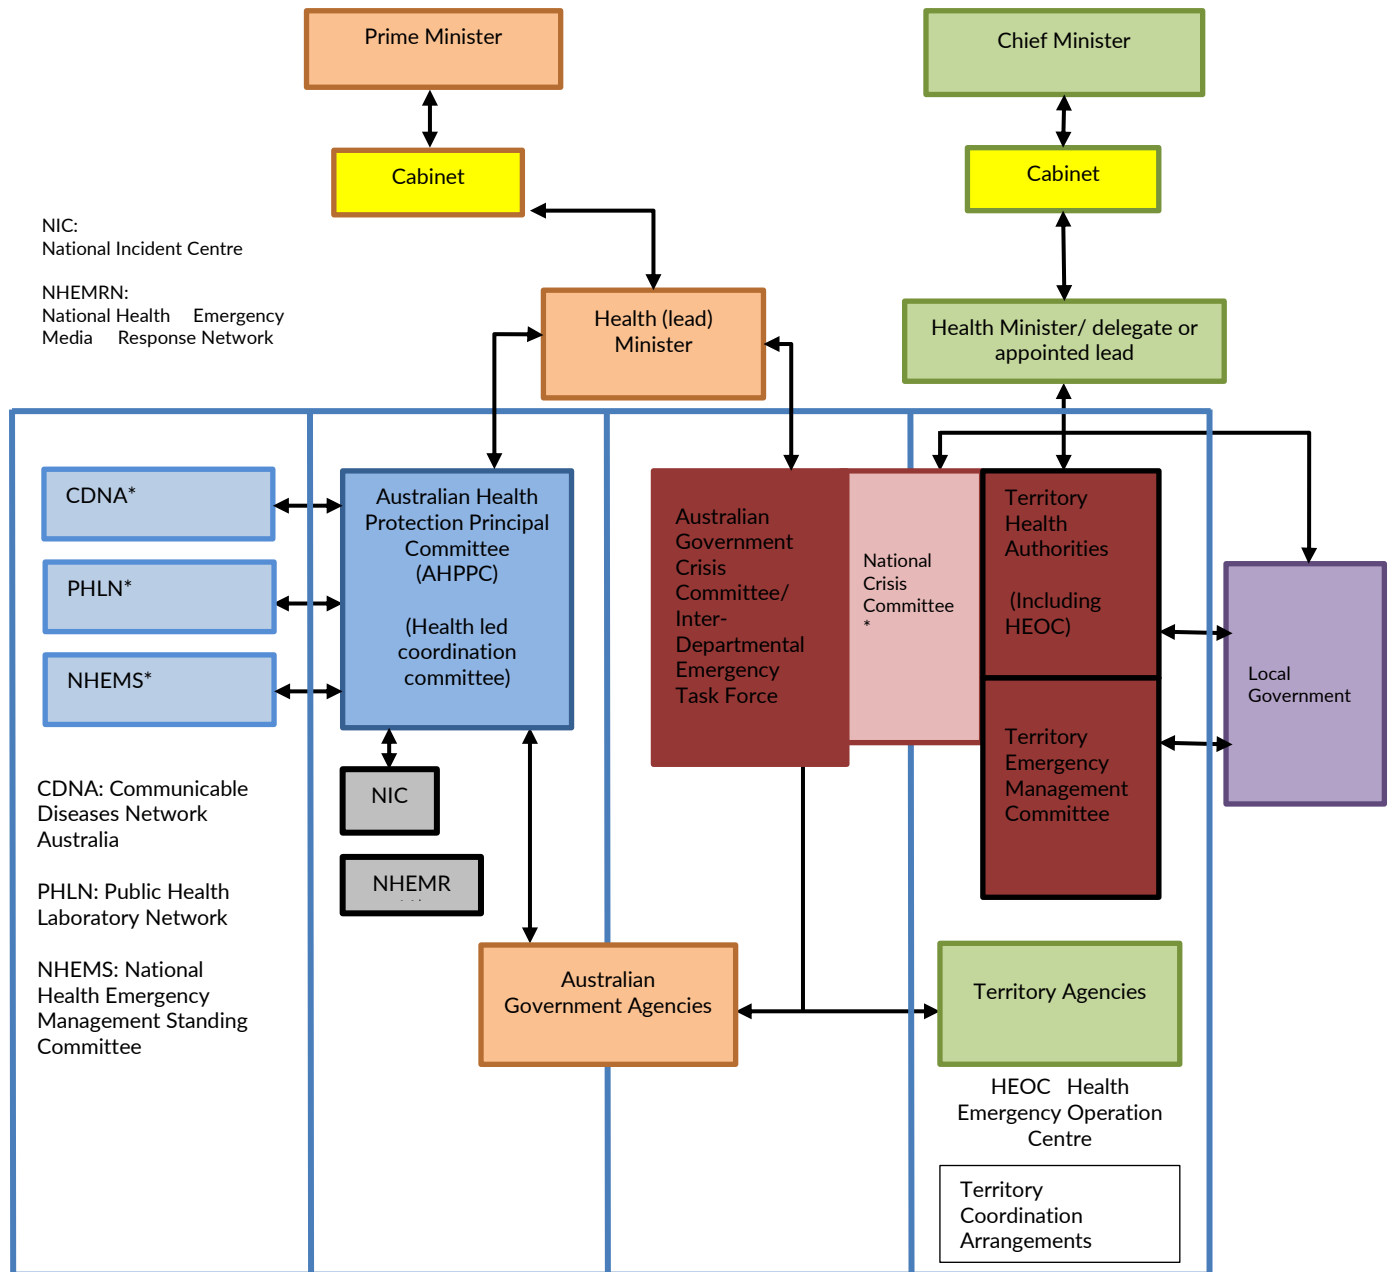 Prime Minister
Chief Minister
Cabinet
Cabinet
NIC:
National Incident Centre
NHEMRN:
National Health Emergency
Media Response Network
Health (lead)
Minister
Health Minister/ delegate or
appointed lead
CDNA*
PHLN*
NHEMS*
Australian Health
Protection Principal
Committee
(AHPPC)
(Health led
coordination
committee)
Australian
Government
Crisis
Committee/
Inter-
Departmental
Emergency
Task Force
National
Crisis
Committee
*
Territory
Health
Authorities
(Including
HEOC)
Territory
Emergency
Management
Committee
Local
Government
CDNA: Communicable
Diseases Network
Australia
PHLN: Public Health
Laboratory Network
NHEMS: National
Health Emergency
Management Standing
Committee
NIC
NHEMR
Australian
Government Agencies
Territory Agencies
HEOC Health
Emergency Operation
Centre
Territory
Coordination
Arrangements